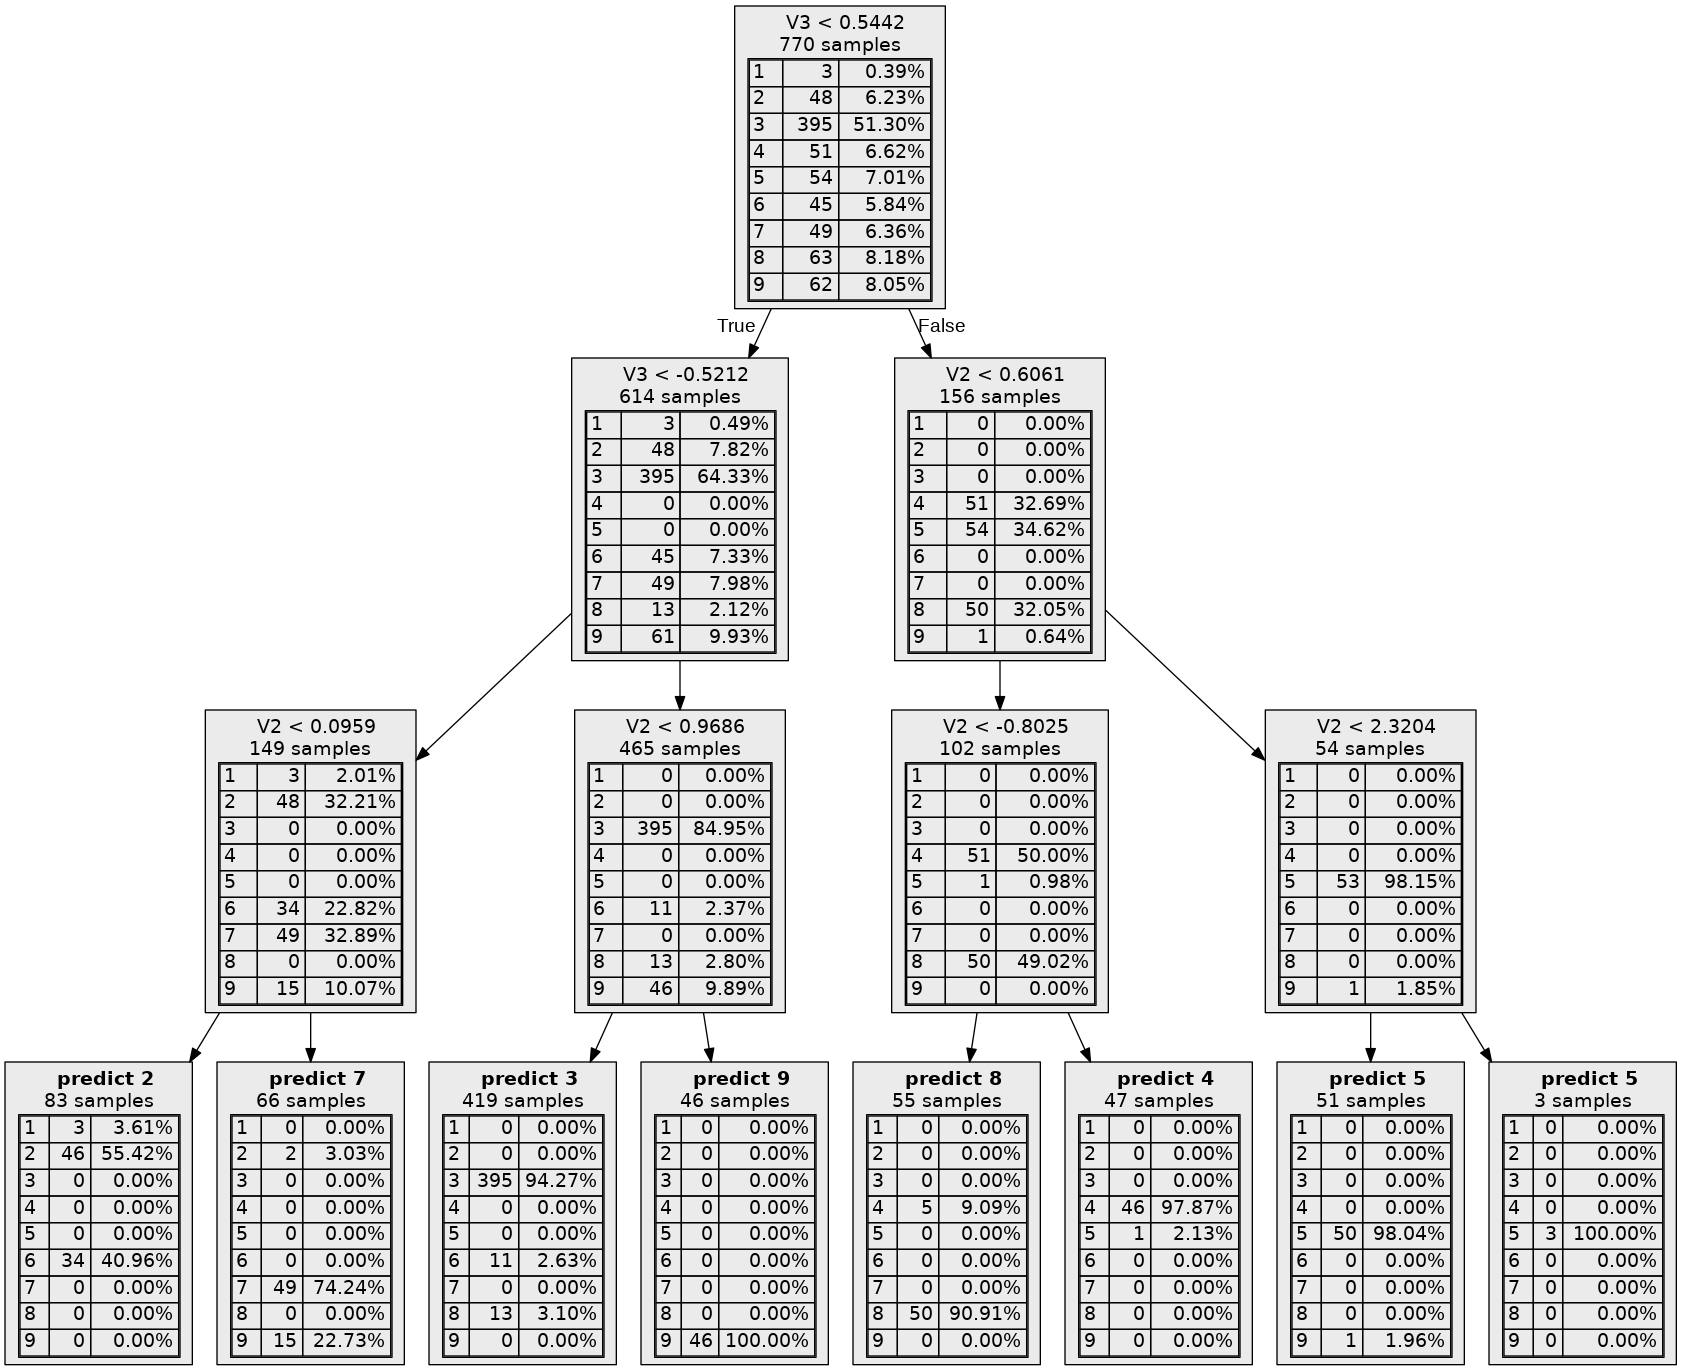 V3 < 0.5442
770 samples
1 3 0.39%
2 48 6.23%
3 395 51.30%
4 51 6.62%
5 54 7.01%
6 45 5.84%
7 49 6.36%
8 63 8.18%
9 62 8.05%
True
False
V3 < -0.5212
614 samples
1 3 0.49%
2 48 7.82%
3 395 64.33%
4 0 0.00%
5 0 0.00%
6 45 7.33%
7 49 7.98%
8 13 2.12%
9 61 9.93%
V2 < 0.6061
156 samples
1 0 0.00%
2 0 0.00%
3 0 0.00%
4 51 32.69%
5 54 34.62%
6 0 0.00%
7 0 0.00%
8 50 32.05%
9 1 0.64%
V2 < 0.0959
149 samples
1 3 2.01%
2 48 32.21%
3 0 0.00%
4 0 0.00%
5 0 0.00%
6 34 22.82%
7 49 32.89%
8 0 0.00%
9 15 10.07%
V2 < 0.9686
465 samples
1 0 0.00%
2 0 0.00%
3 395 84.95%
4 0 0.00%
5 0 0.00%
6 11 2.37%
7 0 0.00%
8 13 2.80%
9 46 9.89%
V2 < -0.8025
102 samples
1 0 0.00%
2 0 0.00%
3 0 0.00%
4 51 50.00%
5 1 0.98%
6 0 0.00%
7 0 0.00%
8 50 49.02%
9 0 0.00%
V2 < 2.3204
54 samples
1 0 0.00%
2 0 0.00%
3 0 0.00%
4 0 0.00%
5 53 98.15%
6 0 0.00%
7 0 0.00%
8 0 0.00%
9 1 1.85%
predict 2
83 samples
1 3 3.61%
2 46 55.42%
3 0 0.00%
4 0 0.00%
5 0 0.00%
6 34 40.96%
7 0 0.00%
8 0 0.00%
9 0 0.00%
predict 7
66 samples
1 0 0.00%
2 2 3.03%
3 0 0.00%
4 0 0.00%
5 0 0.00%
6 0 0.00%
7 49 74.24%
8 0 0.00%
9 15 22.73%
predict 3
419 samples
1 0 0.00%
2 0 0.00%
3 395 94.27%
4 0 0.00%
5 0 0.00%
6 11 2.63%
7 0 0.00%
8 13 3.10%
9 0 0.00%
predict 9
46 samples
1 0 0.00%
2 0 0.00%
3 0 0.00%
4 0 0.00%
5 0 0.00%
6 0 0.00%
7 0 0.00%
8 0 0.00%
9 46 100.00%
predict 8
55 samples
1 0 0.00%
2 0 0.00%
3 0 0.00%
4 5 9.09%
5 0 0.00%
6 0 0.00%
7 0 0.00%
8 50 90.91%
9 0 0.00%
predict 4
47 samples
1 0 0.00%
2 0 0.00%
3 0 0.00%
4 46 97.87%
5 1 2.13%
6 0 0.00%
7 0 0.00%
8 0 0.00%
9 0 0.00%
predict 5
51 samples
1 0 0.00%
2 0 0.00%
3 0 0.00%
4 0 0.00%
5 50 98.04%
6 0 0.00%
7 0 0.00%
8 0 0.00%
9 1 1.96%
predict 5
3 samples
1 0 0.00%
2 0 0.00%
3 0 0.00%
4 0 0.00%
5 3 100.00%
6 0 0.00%
7 0 0.00%
8 0 0.00%
9 0 0.00%